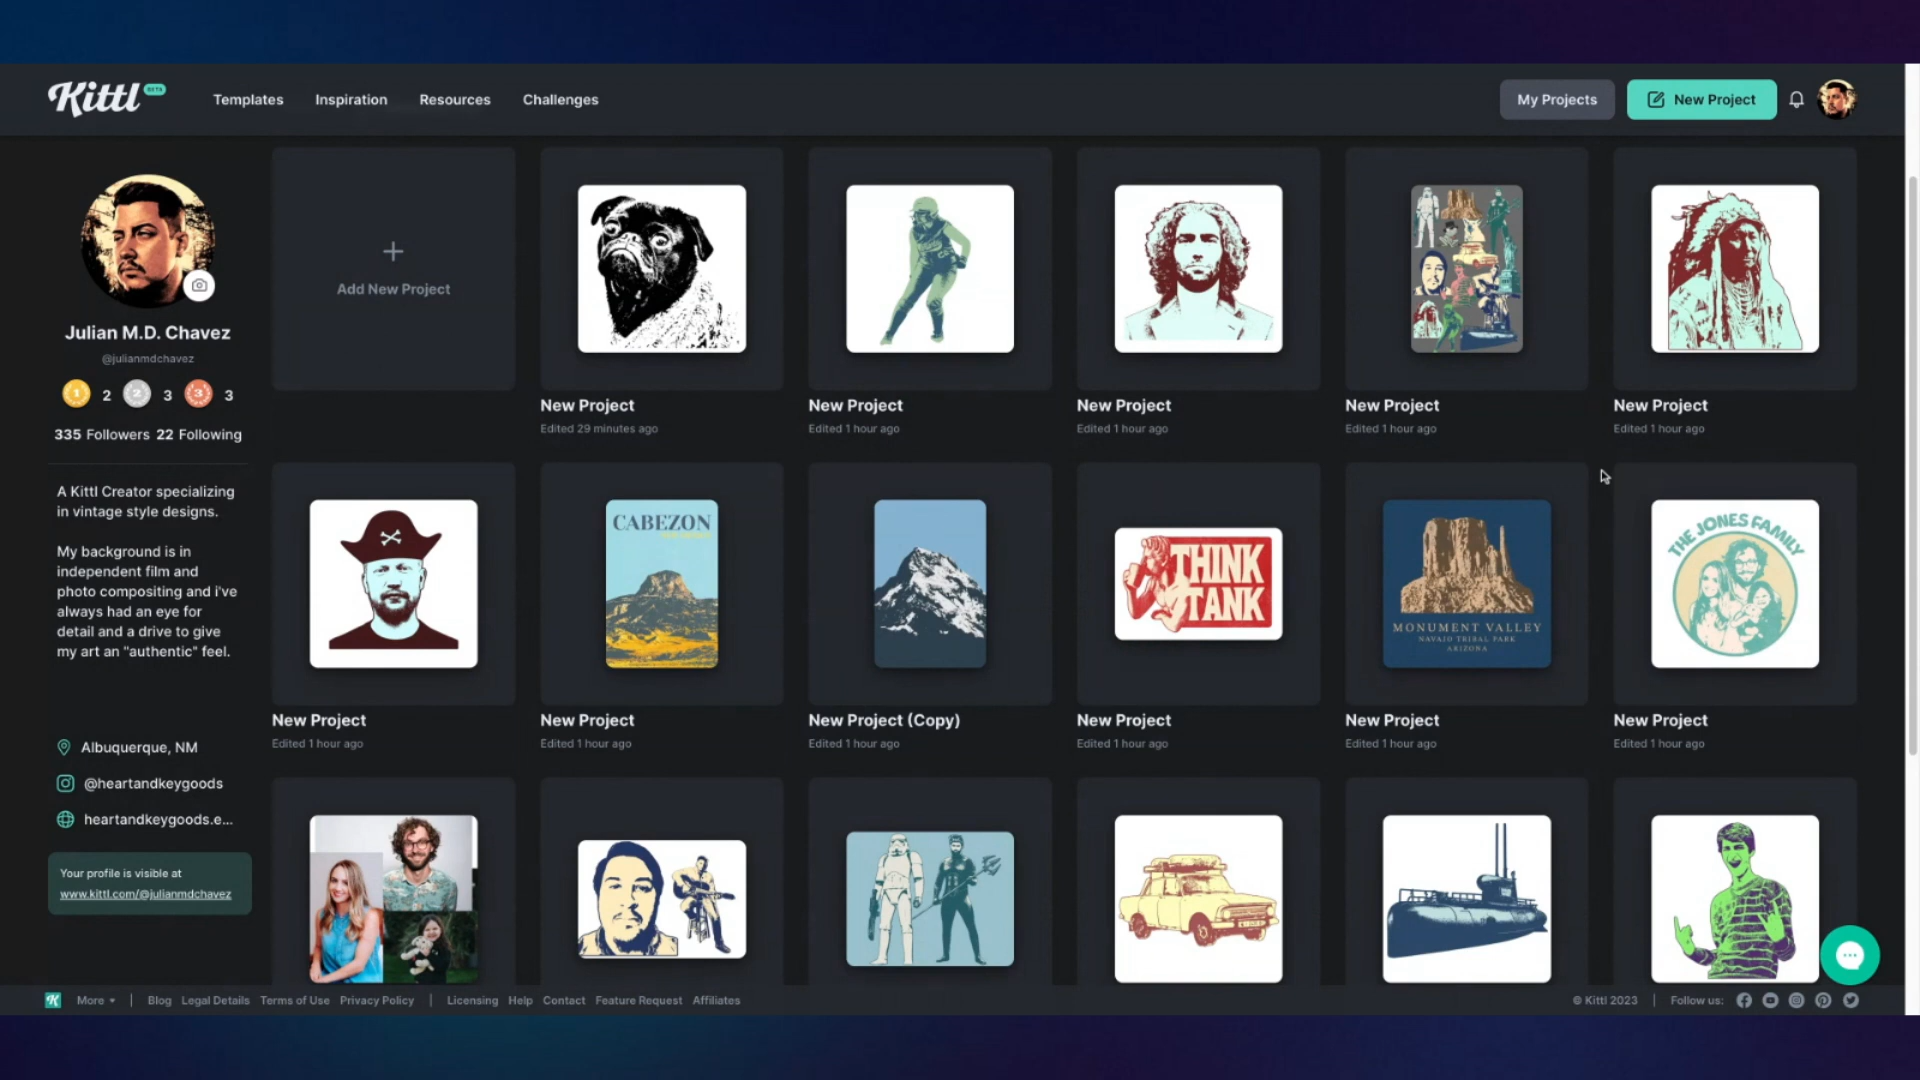 Kittl BETA
Templates
Inspiration
Resources
Challenges
My Projects
New Project
Julian M.D. Chavez
@julianmdchavez
1 2 2 3 3 3
335 Followers 22 Following
A Kittl Creator specializing
in vintage style designs.
My background is in
independent film and
photo compositing and i've
always had an eye for
detail and a drive to give
my art an "authentic" feel.
Albuquerque, NM
@heartandkeygoods
heartandkeygoods.e...
Your profile is visible at
www.kittl.com/@julianmdchavez
Add New Project
New Project
Edited 29 minutes ago
New Project
Edited 1 hour ago
New Project
Edited 1 hour ago
New Project
Edited 1 hour ago
New Project
Edited 1 hour ago
CABEZON
THINK
TANK
MONUMENT VALLEY
NAVAJO TRIBAL PARK
ARIZONA
THE JONES FAMILY
New Project
Edited 1 hour ago
New Project
Edited 1 hour ago
New Project (Copy)
Edited 1 hour ago
New Project
Edited 1 hour ago
New Project
Edited 1 hour ago
New Project
Edited 1 hour ago
K More | Blog Legal Details Terms of Use Privacy Policy | Licensing Help Contact Feature Request Affiliates
© Kittl 2023 | Follow us: